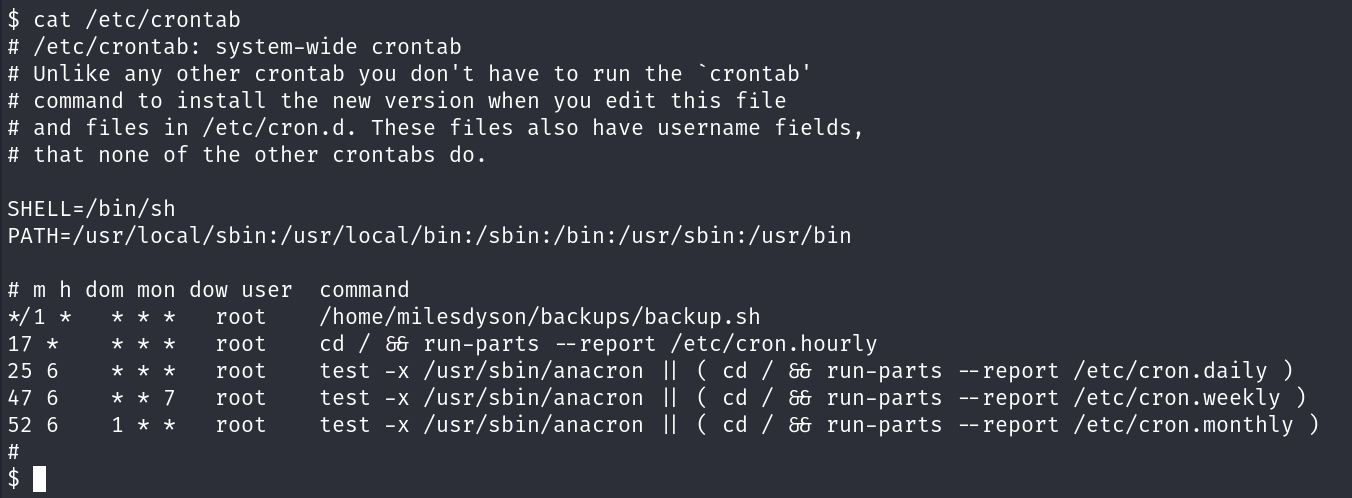 $ cat /etc/crontab
# /etc/crontab: system-wide crontab
# Unlike any other crontab you don't have to run the `crontab'
# command to install the new version when you edit this file
# and files in /etc/cron.d. These files also have username fields,
# that none of the other crontabs do.

SHELL=/bin/sh
PATH=/usr/local/sbin:/usr/local/bin:/sbin:/bin:/usr/sbin:/usr/bin

# m h dom mon dow user  command
*/1 *   * * *   root    /home/milesdyson/backups/backup.sh
17 *    * * *   root    cd / && run-parts --report /etc/cron.hourly
25 6    * * *   root    test -x /usr/sbin/anacron || ( cd / && run-parts --report /etc/cron.daily )
47 6    * * 7   root    test -x /usr/sbin/anacron || ( cd / && run-parts --report /etc/cron.weekly )
52 6    1 * *   root    test -x /usr/sbin/anacron || ( cd / && run-parts --report /etc/cron.monthly )
#
$